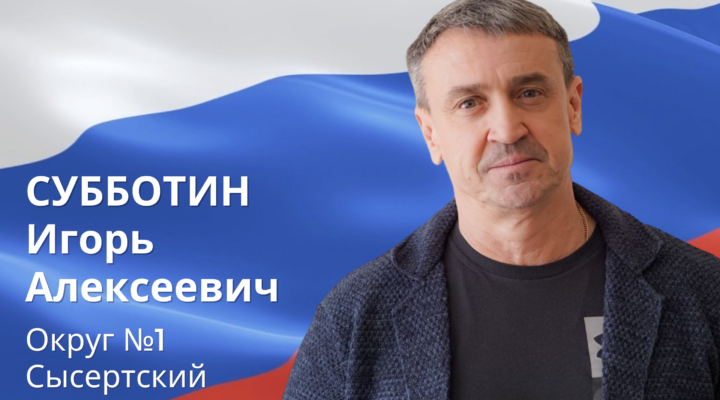 СУББОТИН
Игорь
Алексеевич
Округ №1
Сысертский